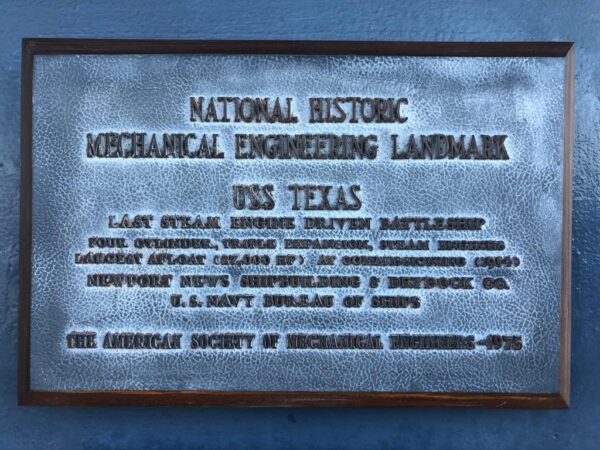 NATIONAL HISTORIC
MECHANICAL ENGINEERING LANDMARK
USS TEXAS
LAST STEAM ENGINE DRIVEN BATTLESHIP
FOUR CYLINDER, TRIPLE EXPANSION, STEAM ENGINES
LARGEST AFLOAT HP) AT COMMISSIONING (1914)
NEWPORT NEWS SHIPBUILDING & DRYDOCK CO.
U.S. NAVY BUREAU OF SHIPS
THE AMERICAN SOCIETY OF MECHANICAL ENGINEERS-1975